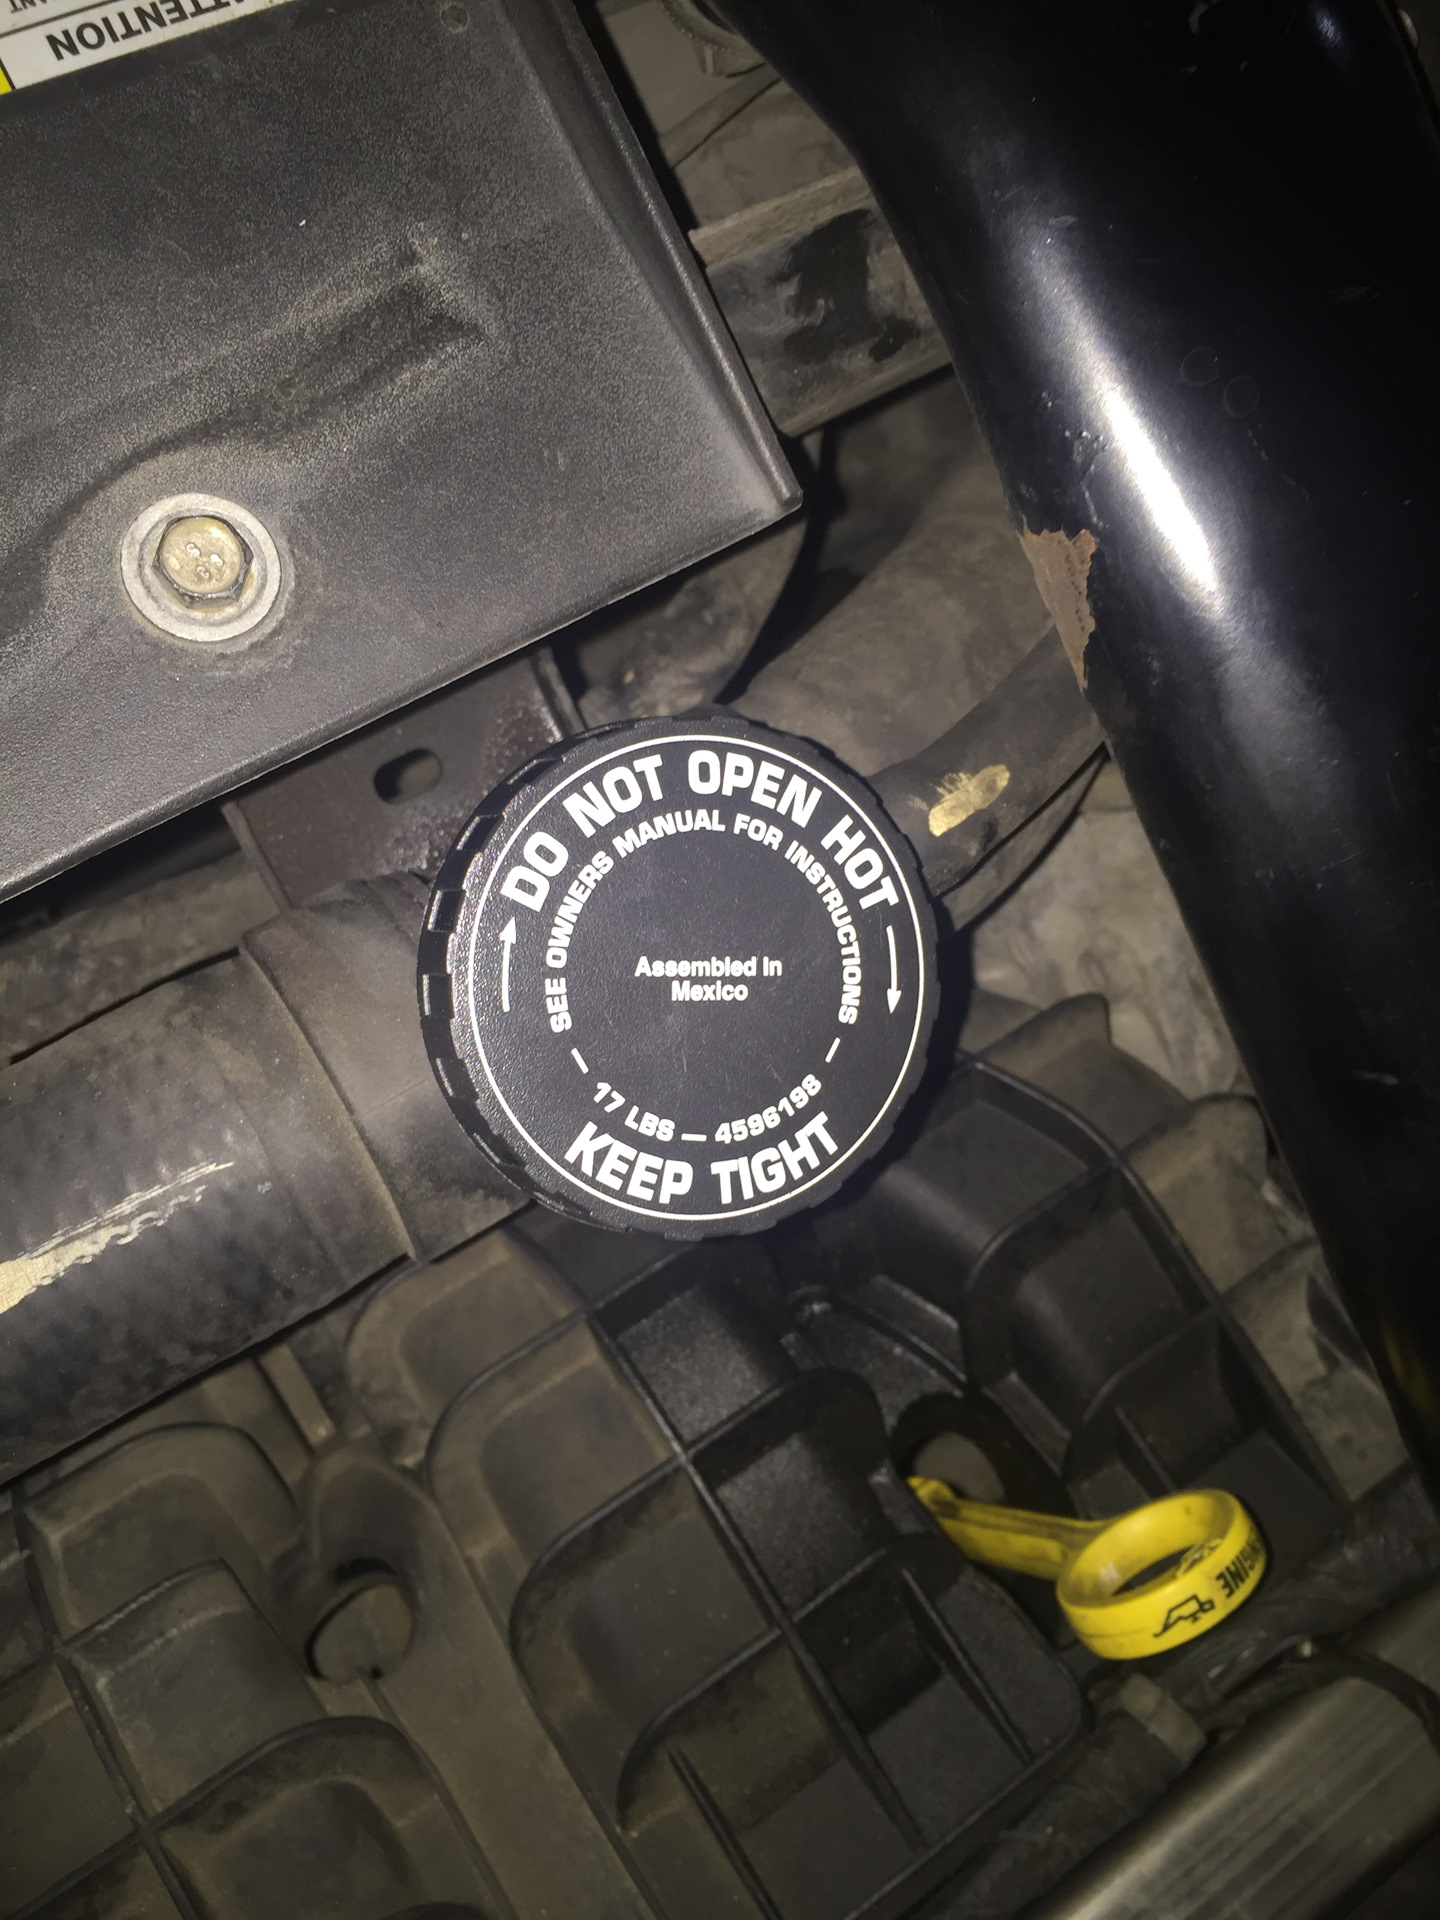 ATTENTION
DO NOT OPEN HOT
SEE OWNERS MANUAL FOR INSTRUCTIONS
Assembled in
Mexico
17 LBS — 4596198
KEEP TIGHT